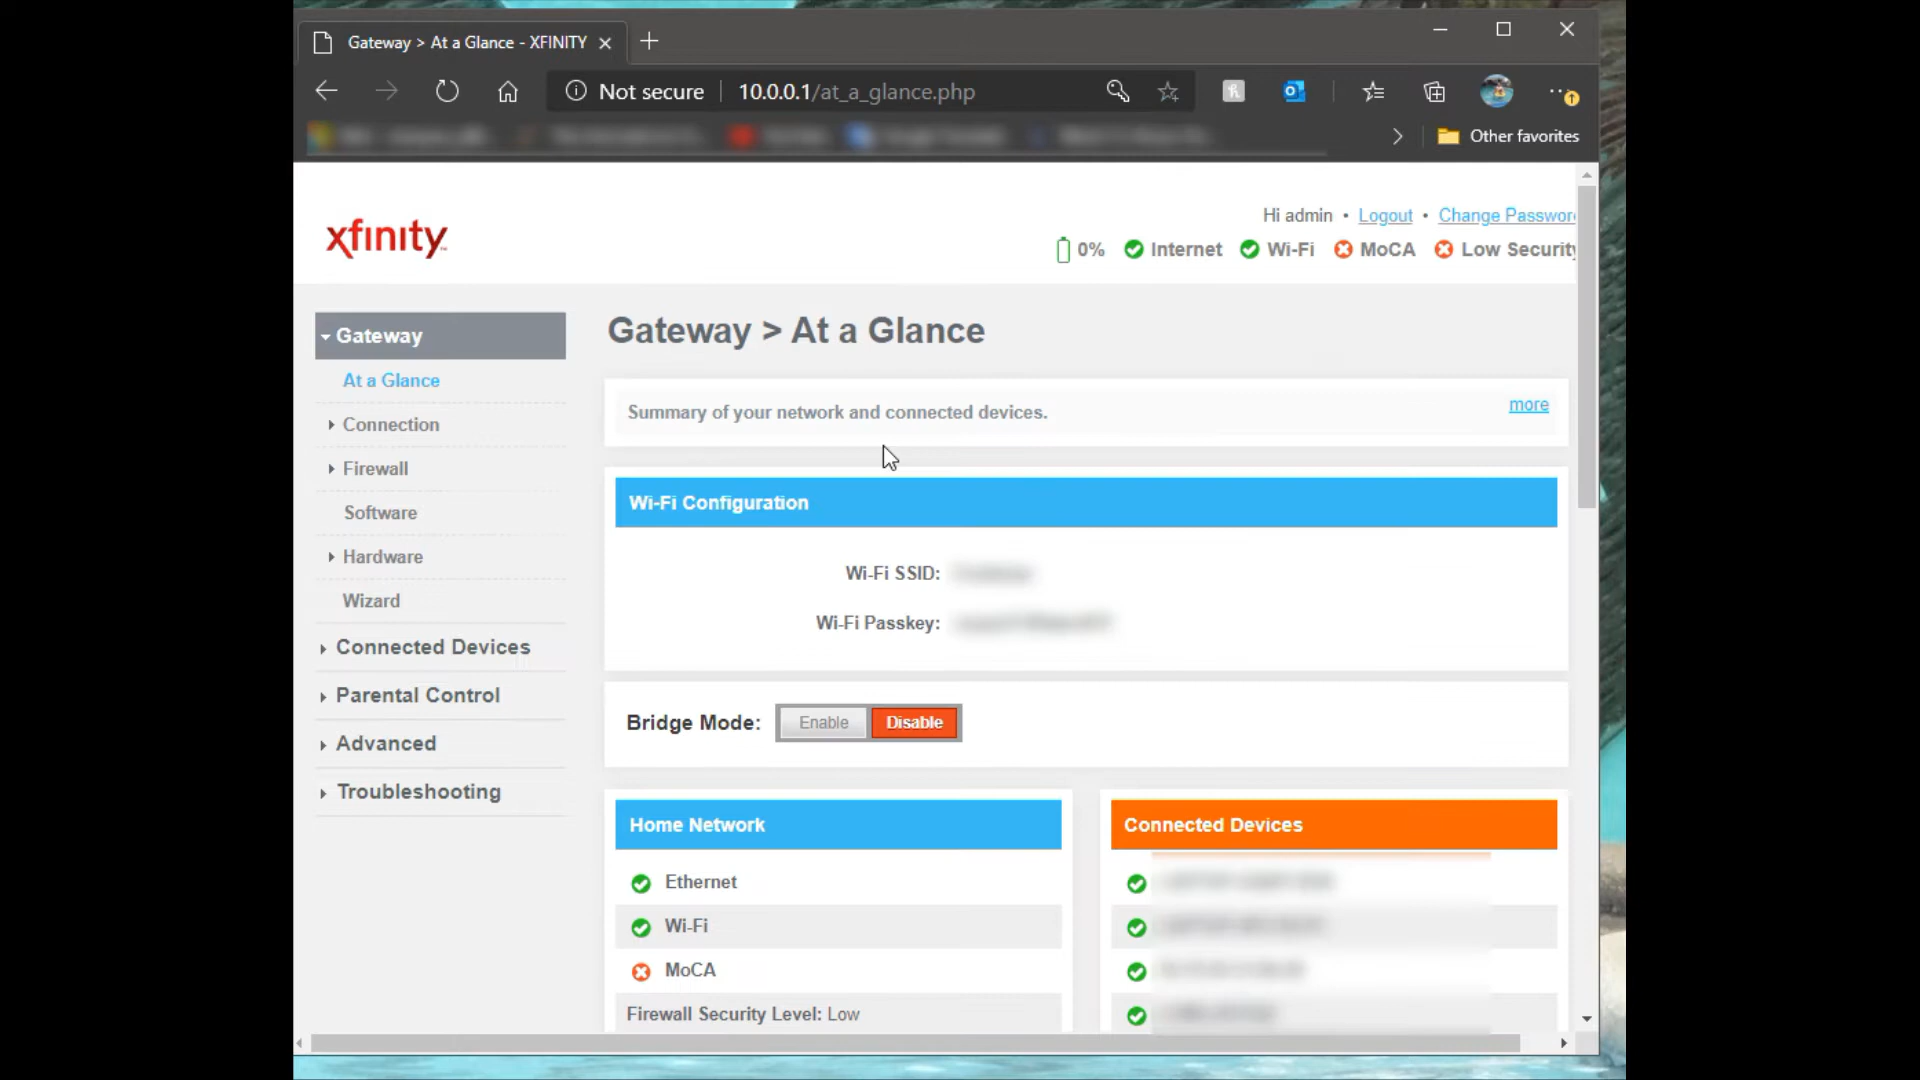 Gateway > At a Glance - XFINITY
Not secure
10.0.0.1/at_a_glance.php
Other favorites
Hi admin • Logout • Change Password
xfinity
0% Internet Wi-Fi MoCA Low Security
Gateway
At a Glance
Connection
Firewall
Software
Hardware
Wizard
Connected Devices
Parental Control
Advanced
Troubleshooting
Gateway > At a Glance
Summary of your network and connected devices.
more
Wi-Fi Configuration
Wi-Fi SSID:
Wi-Fi Passkey:
Bridge Mode: Enable Disable
Home Network
Ethernet
Wi-Fi
MoCA
Firewall Security Level: Low
Connected Devices